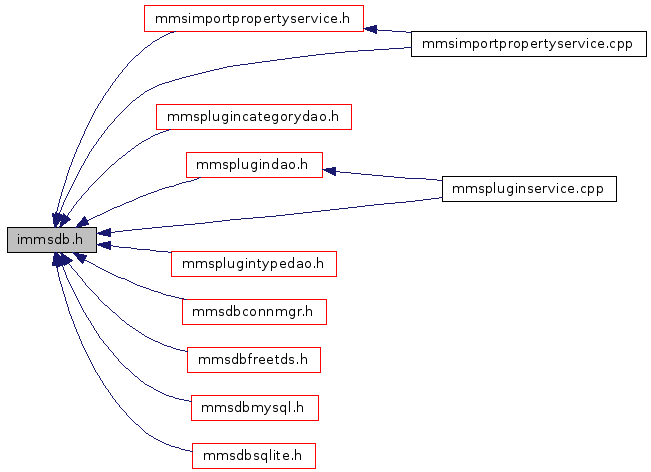 mmsimportpropertyservice.h
mmsimportpropertyservice.cpp
mmsplugincategorydao.h
mmsplugindao.h
mmspluginservice.cpp
immsdb.h
mmsplugintypedao.h
mmsdbconnmgr.h
mmsdbfreetds.h
mmsdbmysql.h
mmsdbsqlite.h